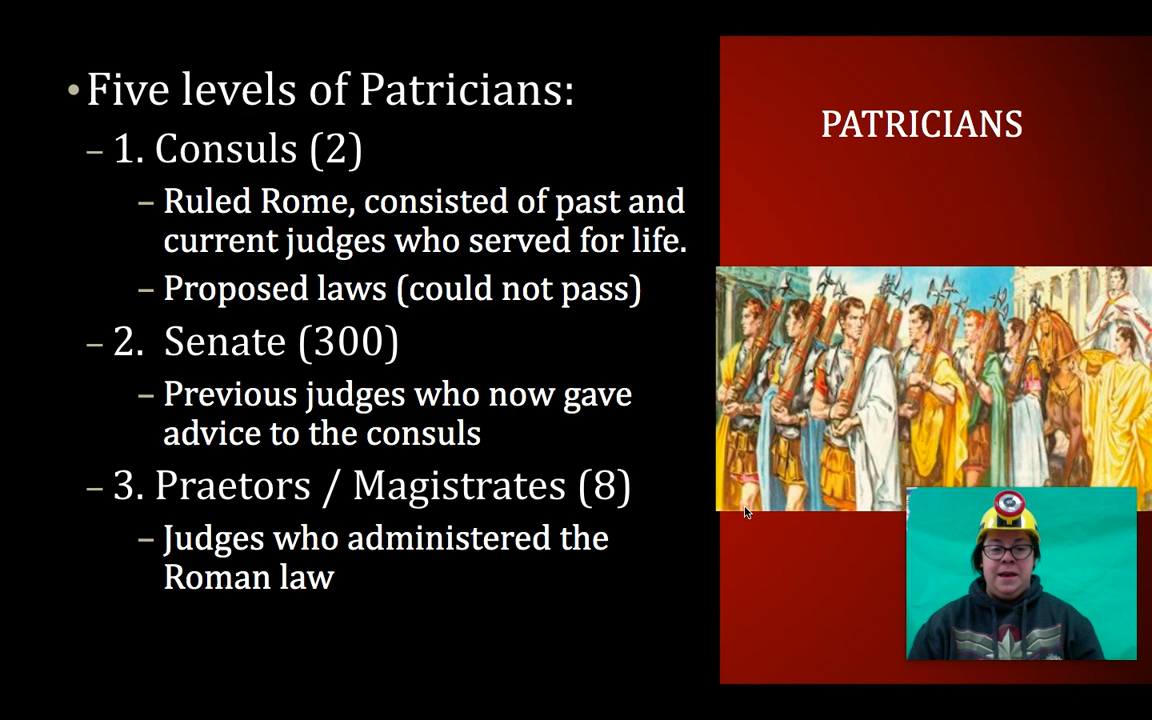 •Five levels of Patricians:
– 1. Consuls (2)
– Ruled Rome, consisted of past and
current judges who served for life.
– Proposed laws (could not pass)
– 2. Senate (300)
– Previous judges who now gave
advice to the consuls
– 3. Praetors / Magistrates (8)
– Judges who administered the
Roman law
PATRICIANS